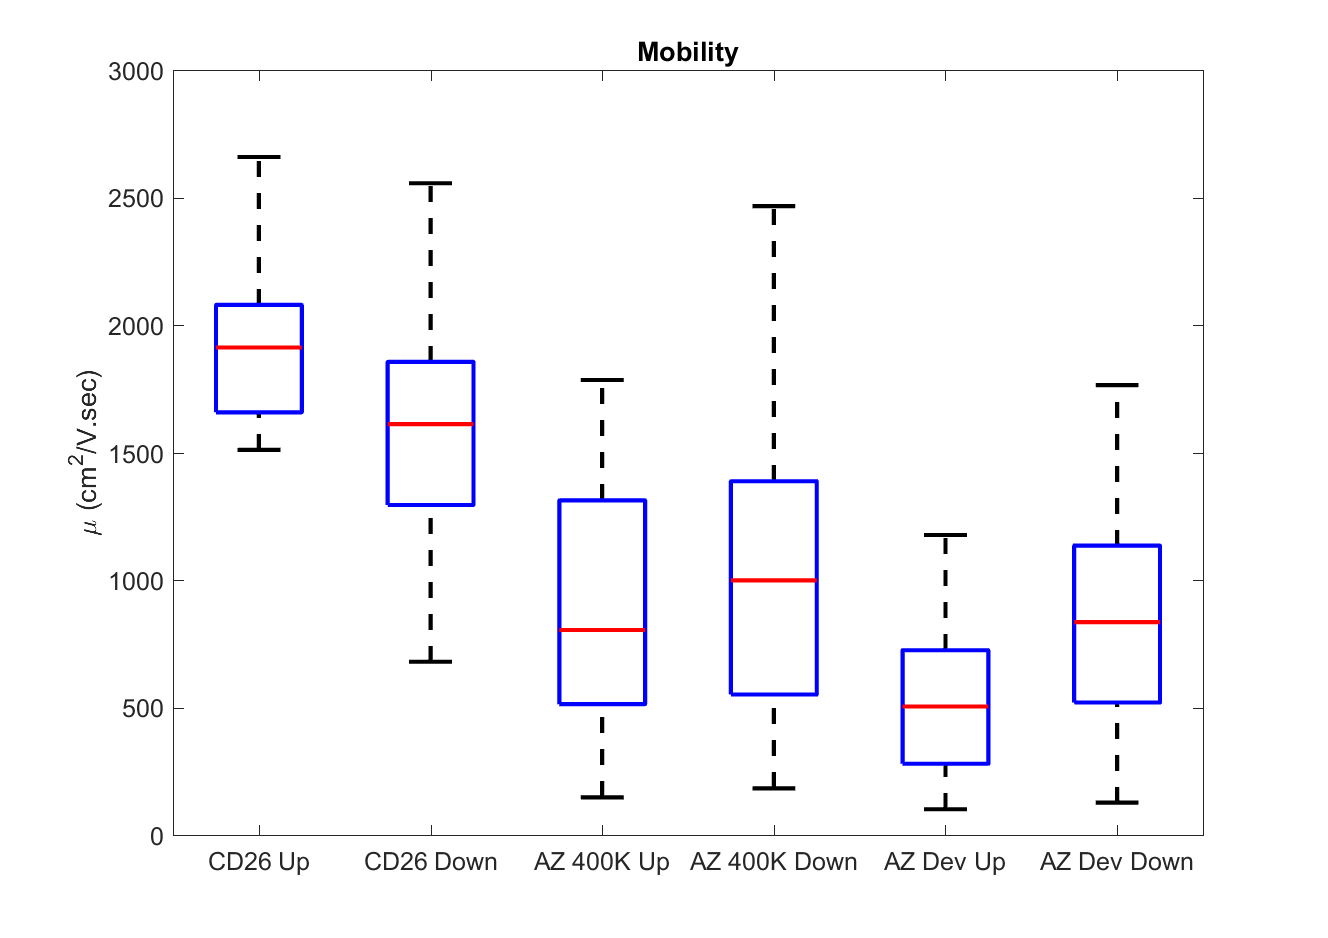 Mobility
3000
2500
2000
1500
1000
500
0
μ (cm²/V.sec)
CD26 Up CD26 Down AZ 400K Up AZ 400K Down AZ Dev Up AZ Dev Down